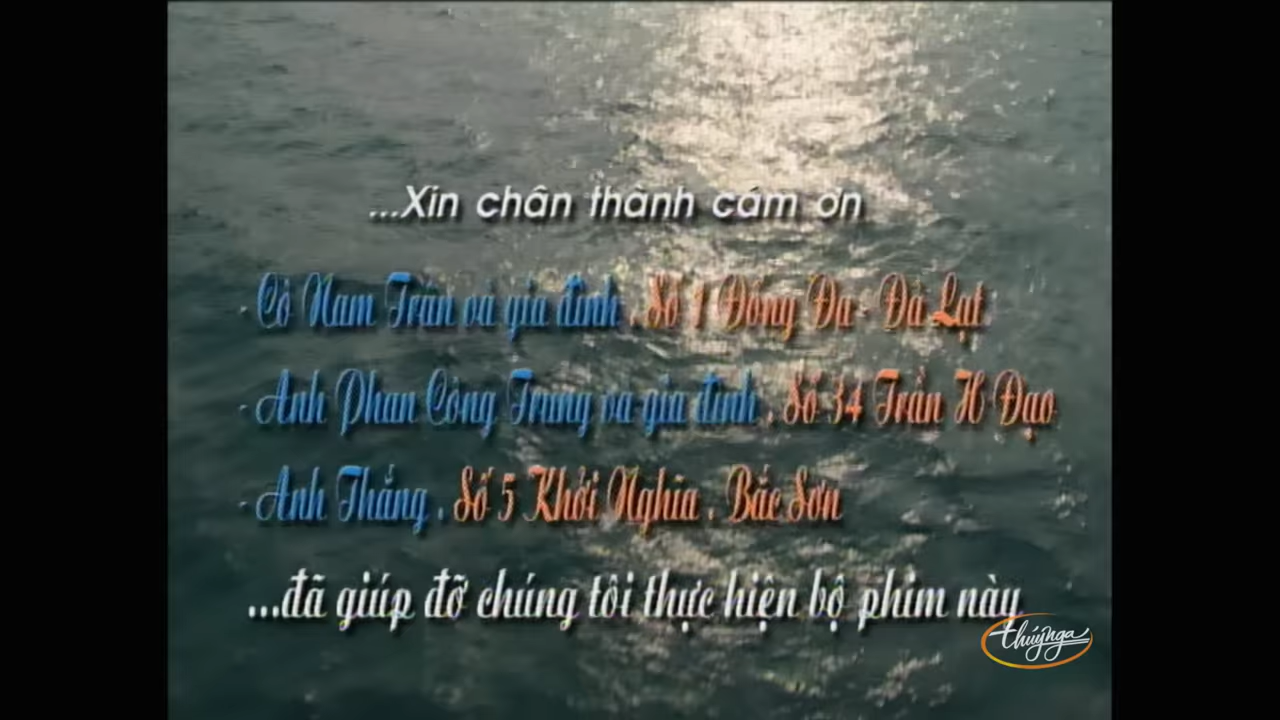 ...Xin chân thành cám ơn
- Cô Nam Trân và gia đình . Số 1 Đống Đa - Đà Lạt
- Anh Phan Công Trung và gia đình . Số 34 Trần H Đạo
- Anh Thắng . Số 5 Khởi Nghĩa . Bắc Sơn
...đã giúp đỡ chúng tôi thực hiện bộ phim này
thúynga